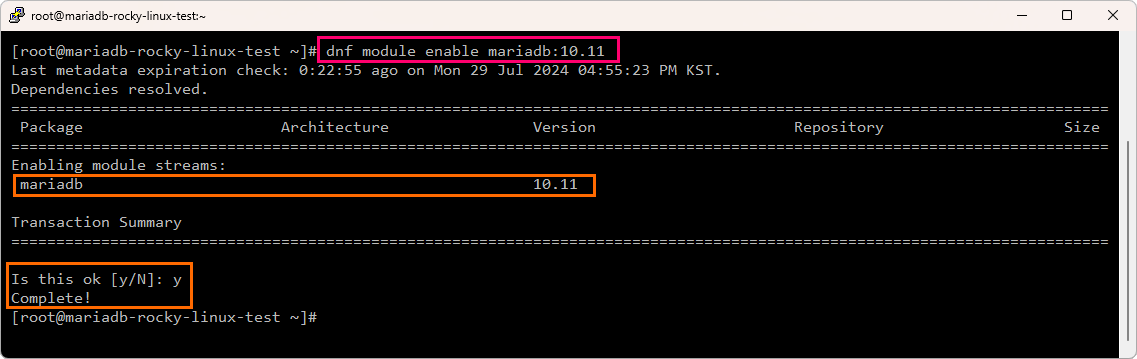 root@mariadb-rocky-linux-test:~
[root@mariadb-rocky-linux-test ~]# dnf module enable mariadb:10.11
Last metadata expiration check: 0:22:55 ago on Mon 29 Jul 2024 04:55:23 PM KST.
Dependencies resolved.
==========================================================================================================================
Package Architecture Version Repository Size
==========================================================================================================================
Enabling module streams:
mariadb 10.11
Transaction Summary
==========================================================================================================================
Is this ok [y/N]: y
Complete!
[root@mariadb-rocky-linux-test ~]#